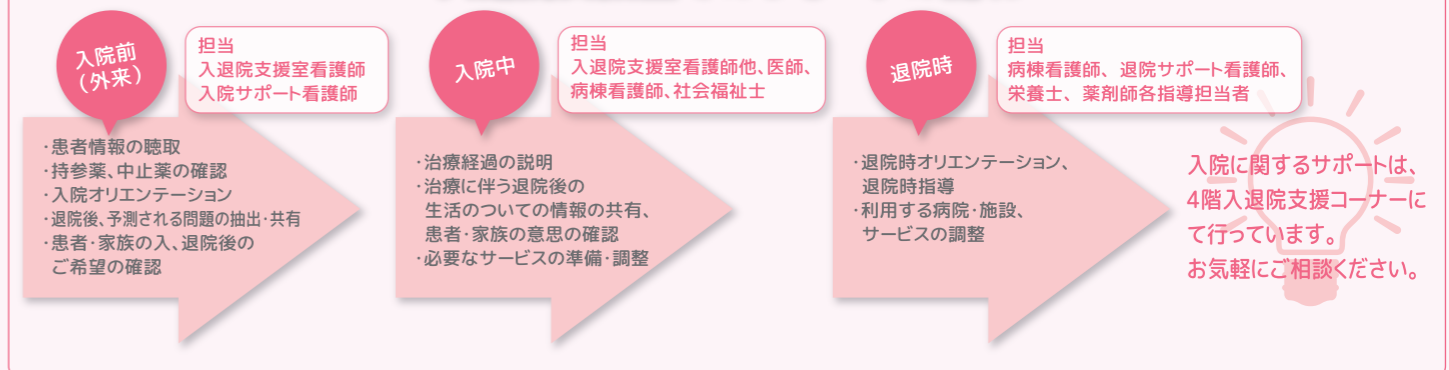 入院前
（外来）
担当
入退院支援室看護師
入院サポート看護師
・患者情報の聴取
・持参薬、中止薬の確認
・入院オリエンテーション
・退院後、予測される問題の抽出・共有
・患者・家族の入、退院後の
ご希望の確認
入院中
担当
入退院支援室看護師他、医師、
病棟看護師、社会福祉士
・治療経過の説明
・治療に伴う退院後の
生活のついての情報の共有、
患者・家族の意思の確認
・必要なサービスの準備・調整
退院時
担当
病棟看護師、退院サポート看護師、
栄養士、薬剤師各指導担当者
・退院時オリエンテーション、
退院時指導
・利用する病院・施設、
サービスの調整
入院に関するサポートは、
4階入退院支援コーナーに
て行っています。
お気軽にご相談ください。